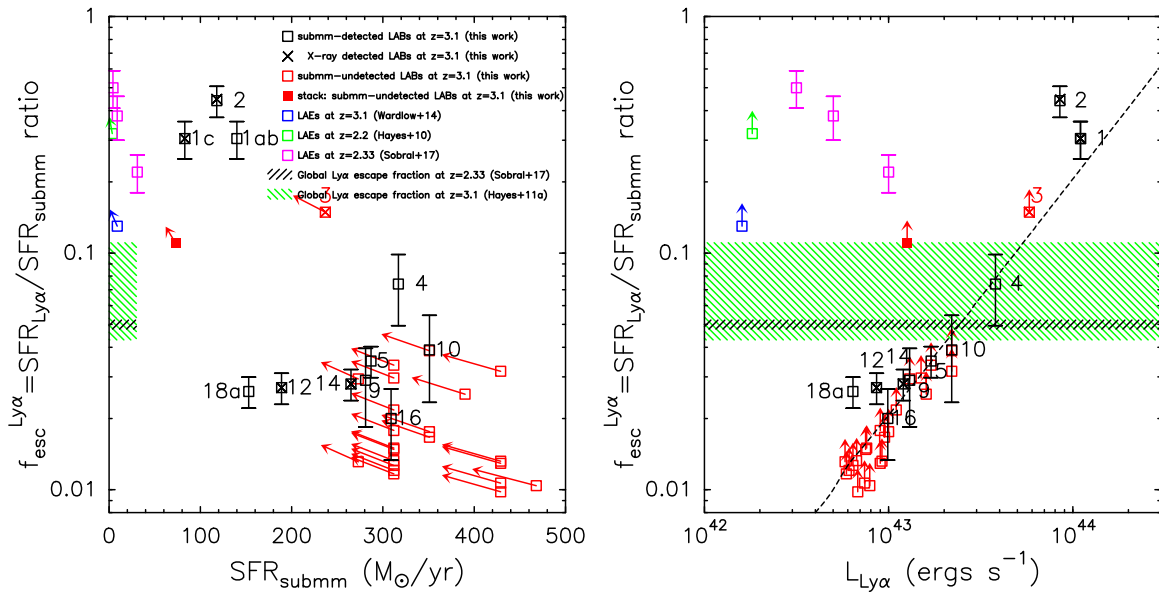 submm-detected LABs at z=3.1 (this work)
X-ray detected LABs at z=3.1 (this work)
submm-undetected LABs at z=3.1 (this work)
stack: submm-undetected LABs at z=3.1 (this work)
LAEs at z=3.1 (Wardlow+14)
LAEs at z=2.2 (Hayes+10)
LAEs at z=2.33 (Sobral+17)
Global Lyα escape fraction at z=2.33 (Sobral+17)
Global Lyα escape fraction at z=3.1 (Hayes+11a)
f_esc^Lyα=SFR_Lyα/SFR_submm ratio
1
0.1
0.01
2
1c
1ab
3
4
10
5
18a
12
14
9
16
0 100 200 300 400 500
SFR_submm (M_⊙/yr)
f_esc^Lyα=SFR_Lyα/SFR_submm ratio
1
0.1
0.01
2
1
3
4
10
14
12
5
18a
9
16
10^42 10^43 10^44
L_Lyα (ergs s^−1)